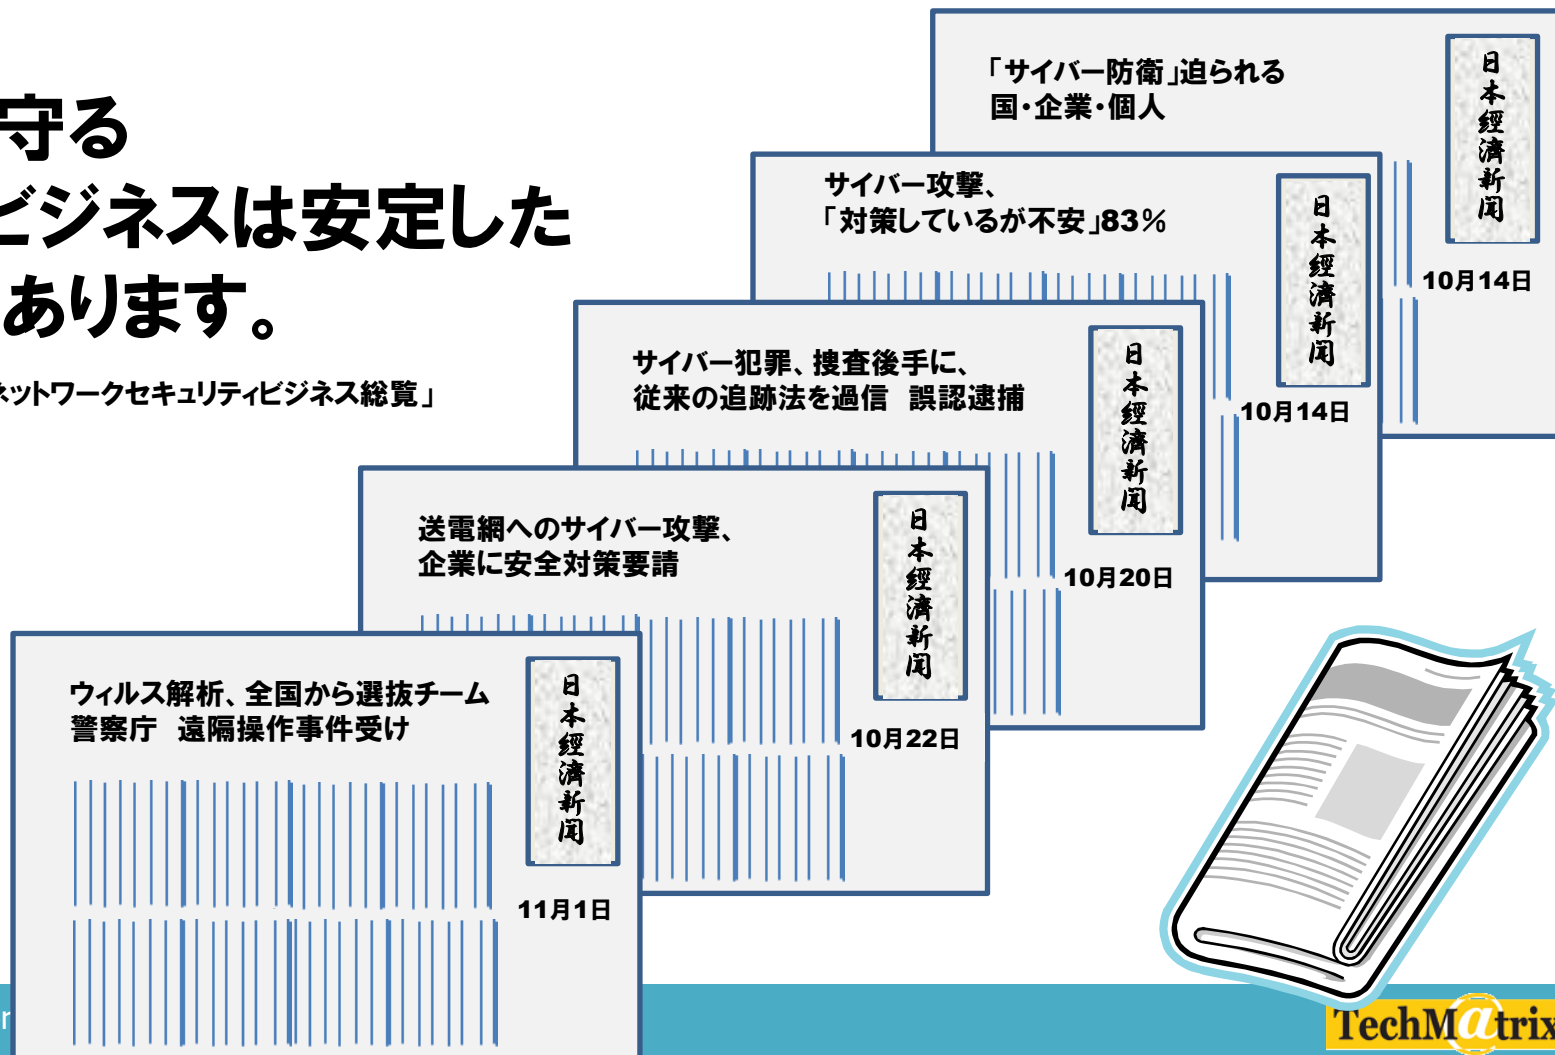 守る
ビジネスは安定した
あります。
ネットワークセキュリティビジネス総覧」
「サイバー防衛」迫られる
国・企業・個人
日本經濟新聞
10月14日
サイバー攻撃、
「対策しているが不安」83%
日本經濟新聞
10月14日
サイバー犯罪、捜査後手に、
従来の追跡法を過信 誤認逮捕
日本經濟新聞
10月20日
送電網へのサイバー攻撃、
企業に安全対策要請
日本經濟新聞
10月22日
ウィルス解析、全国から選抜チーム
警察庁 遠隔操作事件受け
日本經濟新聞
11月1日
TechM@trix